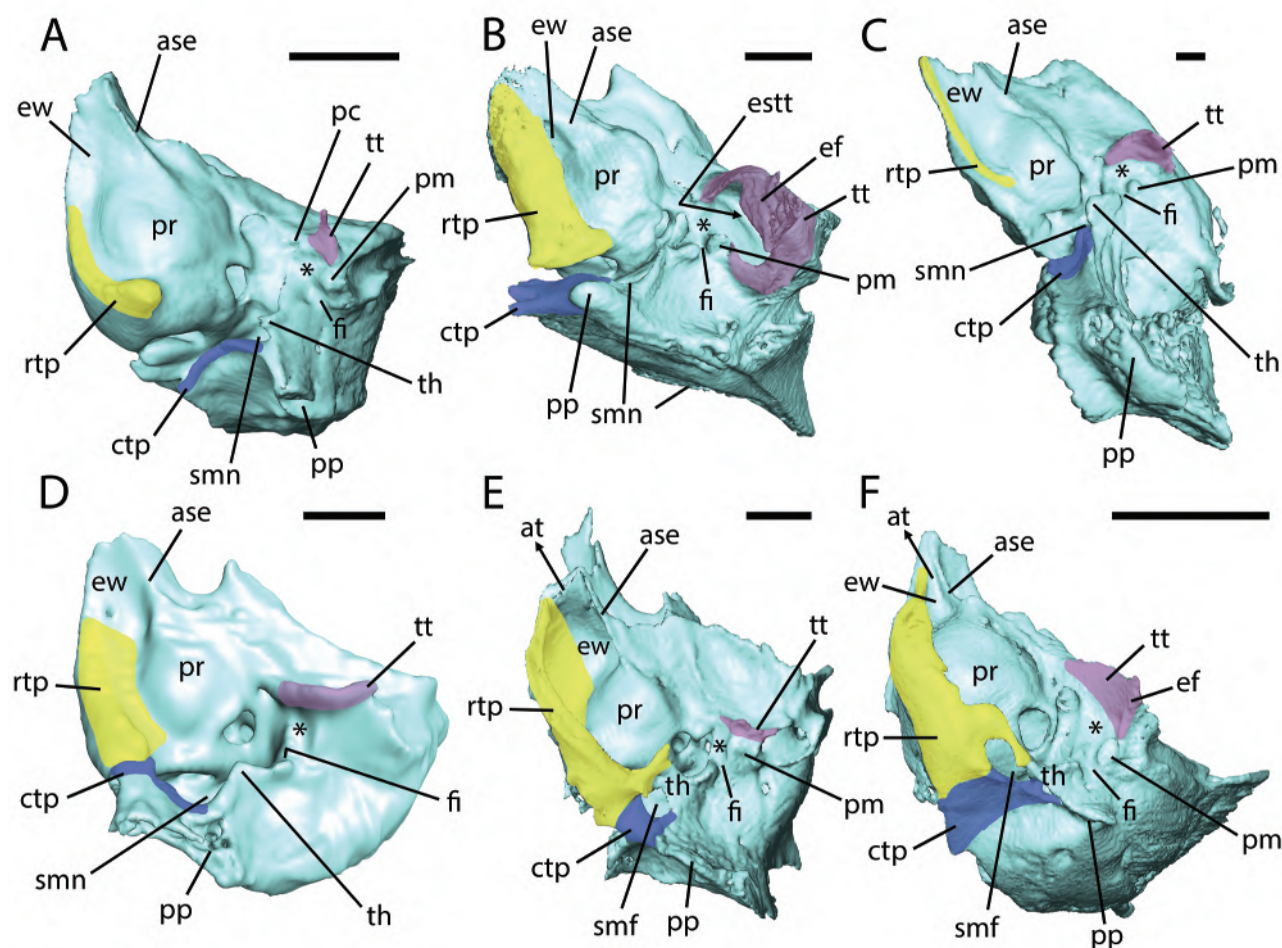 A
ase
ew
pc
tt
pm
pr
*
fi
rtp
th
ctp
smn
pp
B
ew
ase
estt
ef
tt
pr
rtp
*
fi
pm
ctp
pp
smn
C
ase
ew
tt
pr
*
pm
rtp
fi
smn
ctp
th
pp
D
ase
ew
tt
rtp
pr
*
ctp
fi
smn
pp
th
E
at
ase
ew
tt
rtp
pr
*
th
fi
pm
ctp
smf
pp
F
at
ase
ew
tt
pr
ef
rtp
*
th
fi
ctp
pm
smf
pp